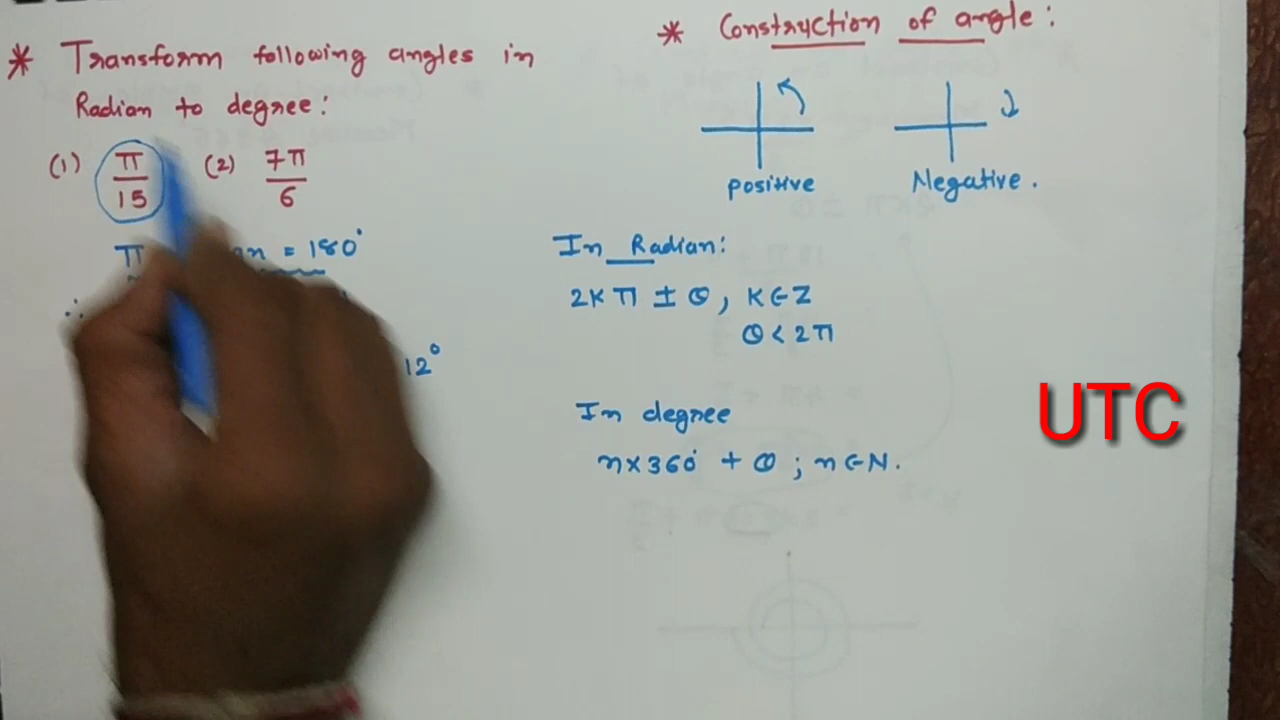 * Transform following angles in
Radian to degree:
(1) π/15 (2) 7π/6
π = 180°
∴
12°
* Construction of angle:
positive Negative.
In Radian:
2kπ ± θ, k∈Z
θ < 2π
In degree
n×360° + θ ; n∈N.
UTC